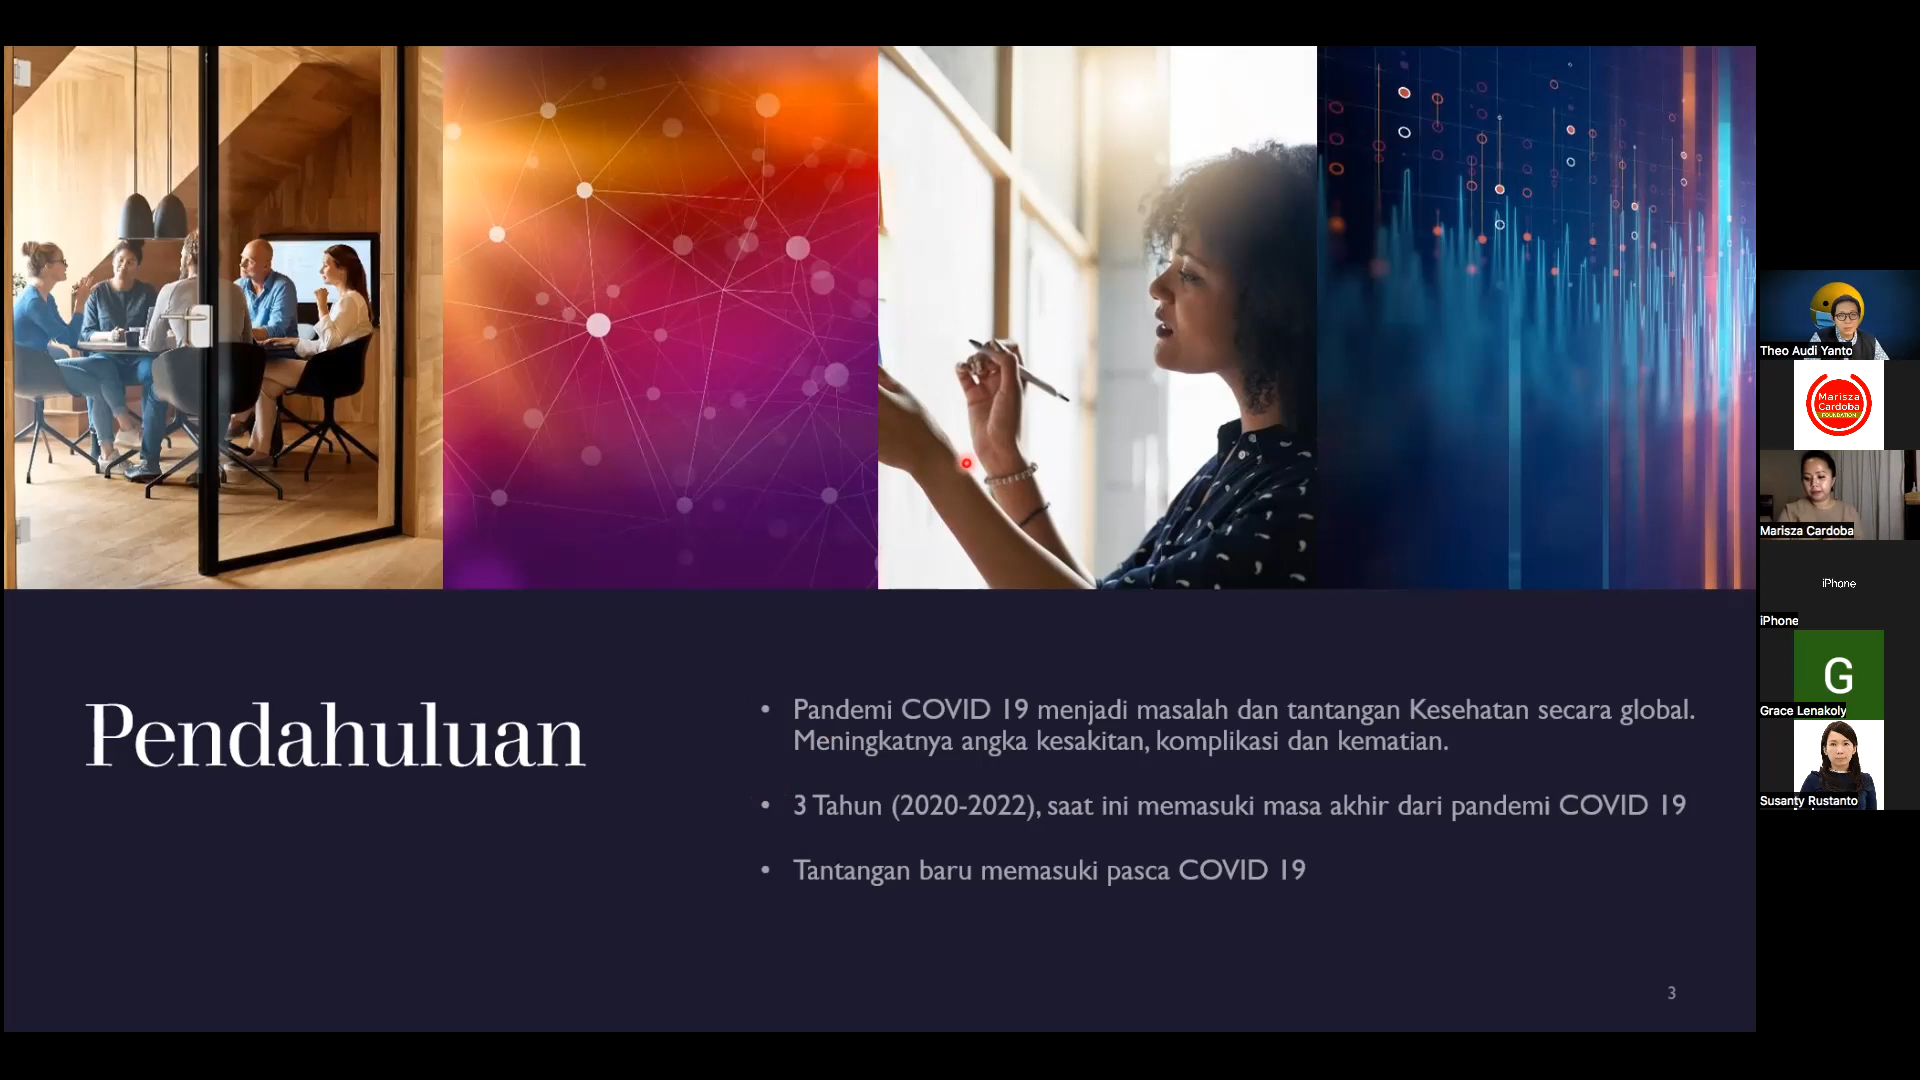 Pendahuluan
• Pandemi COVID 19 menjadi masalah dan tantangan Kesehatan secara global.
Meningkatnya angka kesakitan, komplikasi dan kematian.
• 3 Tahun (2020-2022), saat ini memasuki masa akhir dari pandemi COVID 19
• Tantangan baru memasuki pasca COVID 19
3
Theo Audi Yanto
Marisza
Cardoba
FOUNDATION
Marisza Cardoba
iPhone
iPhone
G
Grace Lenakoly
Susanty Rustanto